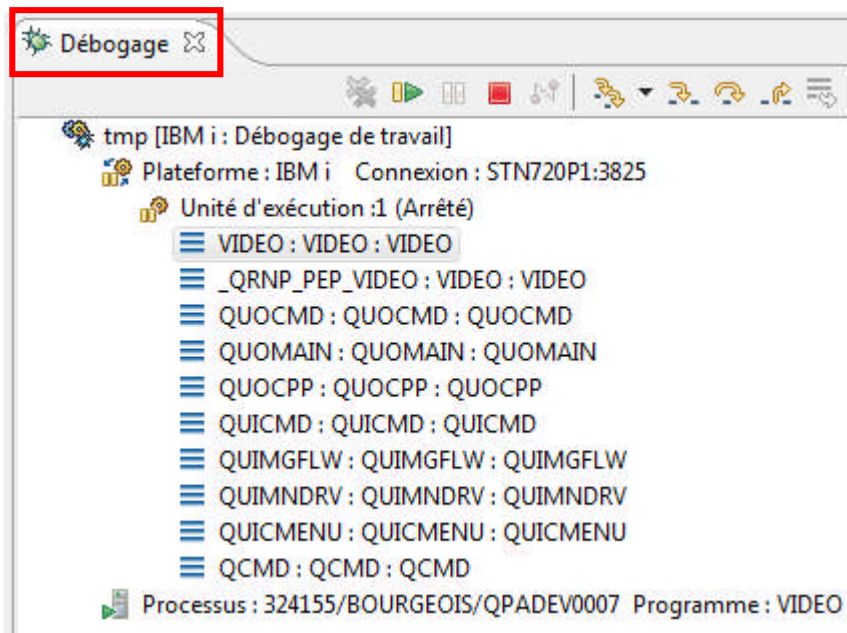 Débogage
tmp [IBM i : Débogage de travail]
Plateforme : IBM i Connexion : STN720P1:3825
Unité d'exécution :1 (Arrêté)
VIDEO : VIDEO : VIDEO
_QRNP_PEP_VIDEO : VIDEO : VIDEO
QUOCMD : QUOCMD : QUOCMD
QUOMAIN : QUOMAIN : QUOMAIN
QUOCPP : QUOCPP : QUOCPP
QUICMD : QUICMD : QUICMD
QUIMGFLW : QUIMGFLW : QUIMGFLW
QUIMNDRV : QUIMNDRV : QUIMNDRV
QUICMENU : QUICMENU : QUICMENU
QCMD : QCMD : QCMD
Processus : 324155/BOURGEOIS/QPADEV0007 Programme : VIDEO